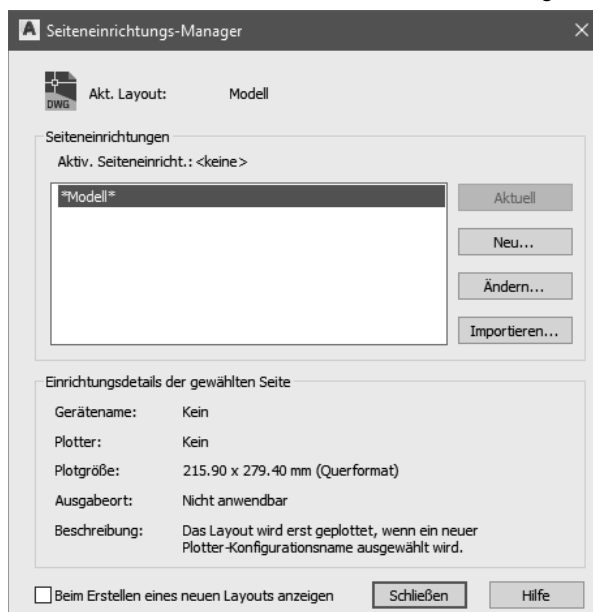 A Seiteneinrichtungs-Manager
DWG Akt. Layout: Modell
Seiteneinrichtungen
Aktiv. Seiteneinricht.: <keine>
*Modell*
Aktuell
Neu...
Ändern...
Importieren...
Einrichtungsdetails der gewählten Seite
Gerätename: Kein
Plotter: Kein
Plotgröße: 215.90 x 279.40 mm (Querformat)
Ausgabeort: Nicht anwendbar
Beschreibung: Das Layout wird erst geplottet, wenn ein neuer
Plotter-Konfigurationsname ausgewählt wird.
Beim Erstellen eines neuen Layouts anzeigen Schließen Hilfe